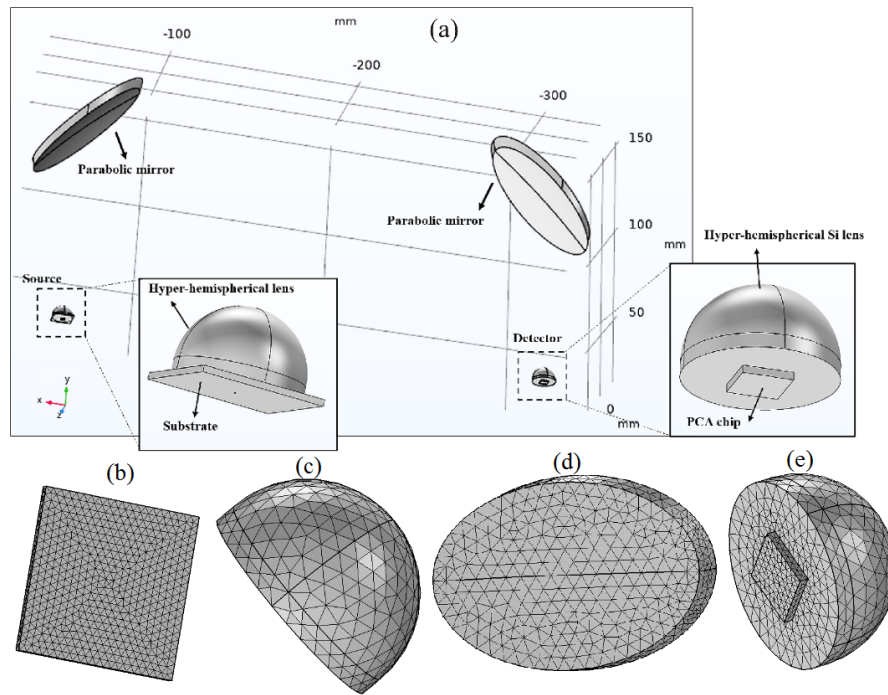 mm
(a)
-100
-200
-300
150
Parabolic mirror
Parabolic mirror
100
mm
Hyper-hemispherical Si lens
Source
Hyper-hemispherical lens
50
Detector
y
x
z
Substrate
0
mm
PCA chip
(b)
(c)
(d)
(e)